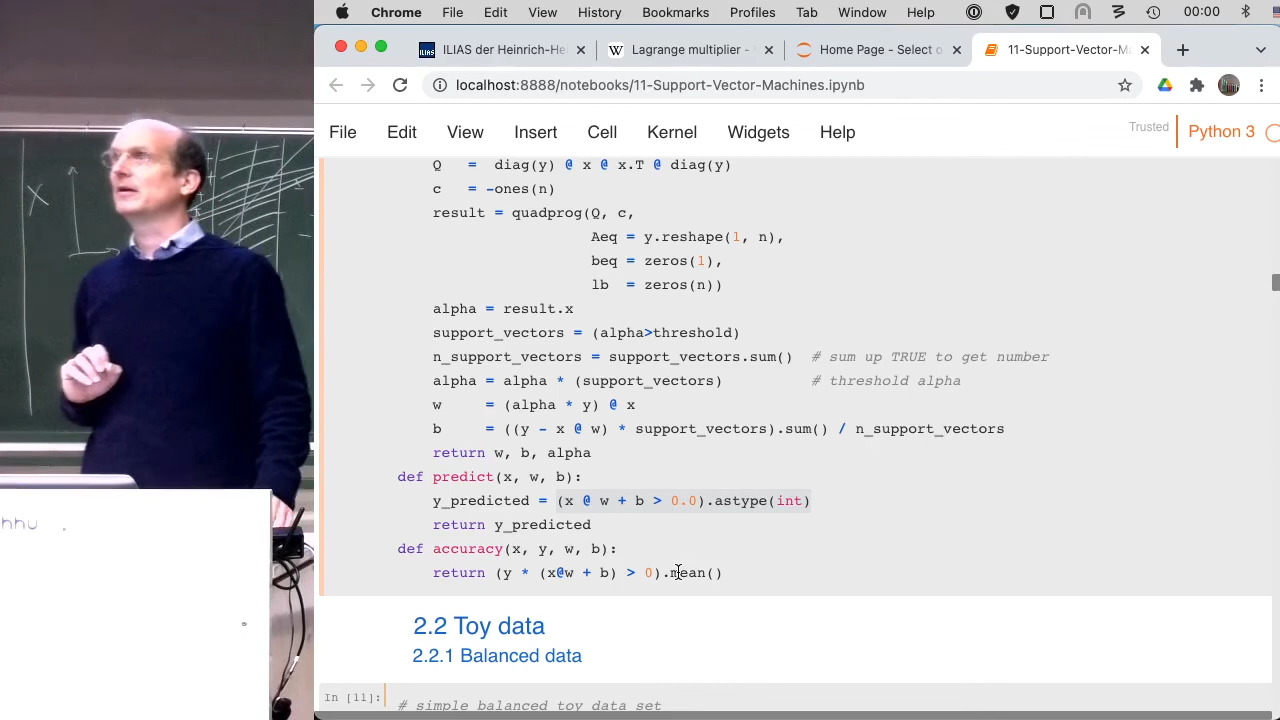 Chrome File Edit View History Bookmarks Profiles Tab Window Help 00:00
ILIAS ILIAS der Heinrich-Hei
W Lagrange multiplier -
Home Page - Select o
11-Support-Vector-Ma
localhost:8888/notebooks/11-Support-Vector-Machines.ipynb
File Edit View Insert Cell Kernel Widgets Help Trusted Python 3
Q = diag(y) @ x @ x.T @ diag(y)
c = -ones(n)
result = quadprog(Q, c,
Aeq = y.reshape(1, n),
beq = zeros(1),
lb = zeros(n))
alpha = result.x
support_vectors = (alpha>threshold)
n_support_vectors = support_vectors.sum() # sum up TRUE to get number
alpha = alpha * (support_vectors) # threshold alpha
w = (alpha * y) @ x
b = ((y - x @ w) * support_vectors).sum() / n_support_vectors
return w, b, alpha
def predict(x, w, b):
y_predicted = (x @ w + b > 0.0).astype(int)
return y_predicted
def accuracy(x, y, w, b):
return (y * (x@w + b) > 0).mean()
2.2 Toy data
2.2.1 Balanced data
In [11]:
# simple balanced toy data set
X
hhu